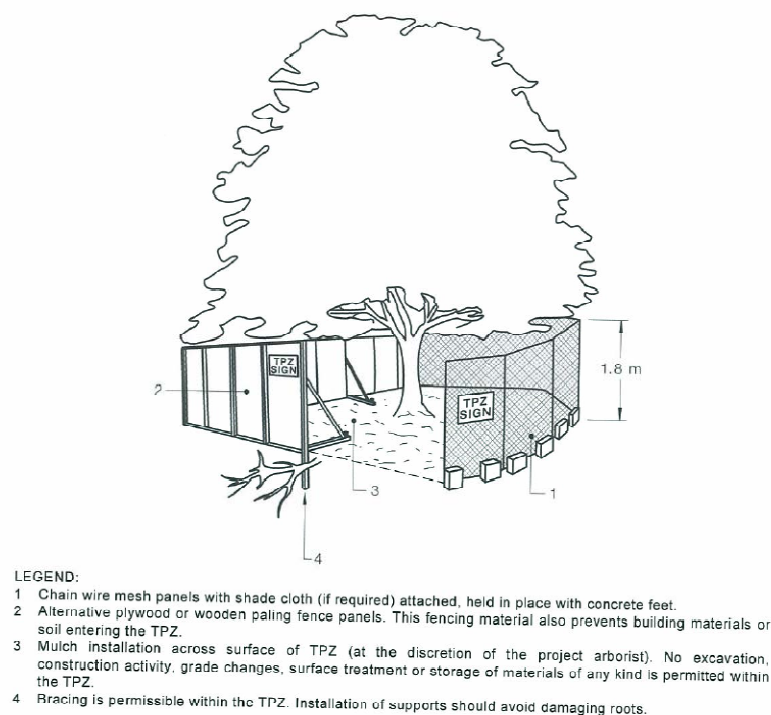 TPZ
SIGN
2
1.8 m
TPZ
SIGN
3
1
4
LEGEND:
1 Chain wire mesh panels with shade cloth (if required) attached, held in place with concrete feet.
2 Alternative plywood or wooden paling fence panels. This fencing material also prevents building materials or
soil entering the TPZ.
3 Mulch installation across surface of TPZ (at the discretion of the project arborist). No excavation,
construction activity, grade changes, surface treatment or storage of materials of any kind is permitted within
the TPZ.
4 Bracing is permissible within the TPZ. Installation of supports should avoid damaging roots.